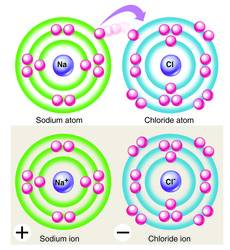 Na
Cl
Sodium atom
Chloride atom
Na+
Cl−
+
−
Sodium ion
Chloride ion